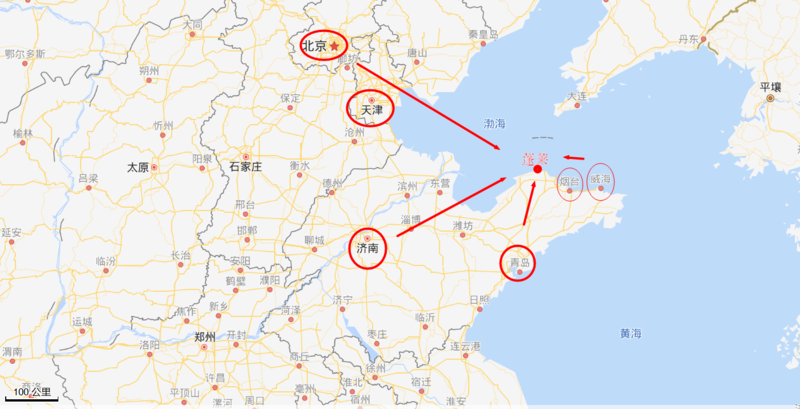 大同
北京
秦皇岛
丹东
鄂尔多斯
廊坊
唐山
朔州
平壤
保定
天津
大连
渤海
榆林
忻州
沧州
太原
阳泉
石家庄
衡水
蓬莱
吕梁
德州
滨州
东营
烟台
威海
邢台
淄博
潍坊
延安
邯郸
聊城
济南
临汾
长治
安阳
青岛
鹤壁
濮阳
新乡
济宁
日照
焦作
菏泽
临沂
运城
郑州
开封
枣庄
黄海
渭南
洛阳
连云港
商丘
徐州
许昌
商洛
100 公里
平顶山
周口
亳州
淮北
宿迁
漯河
宿州
淮安